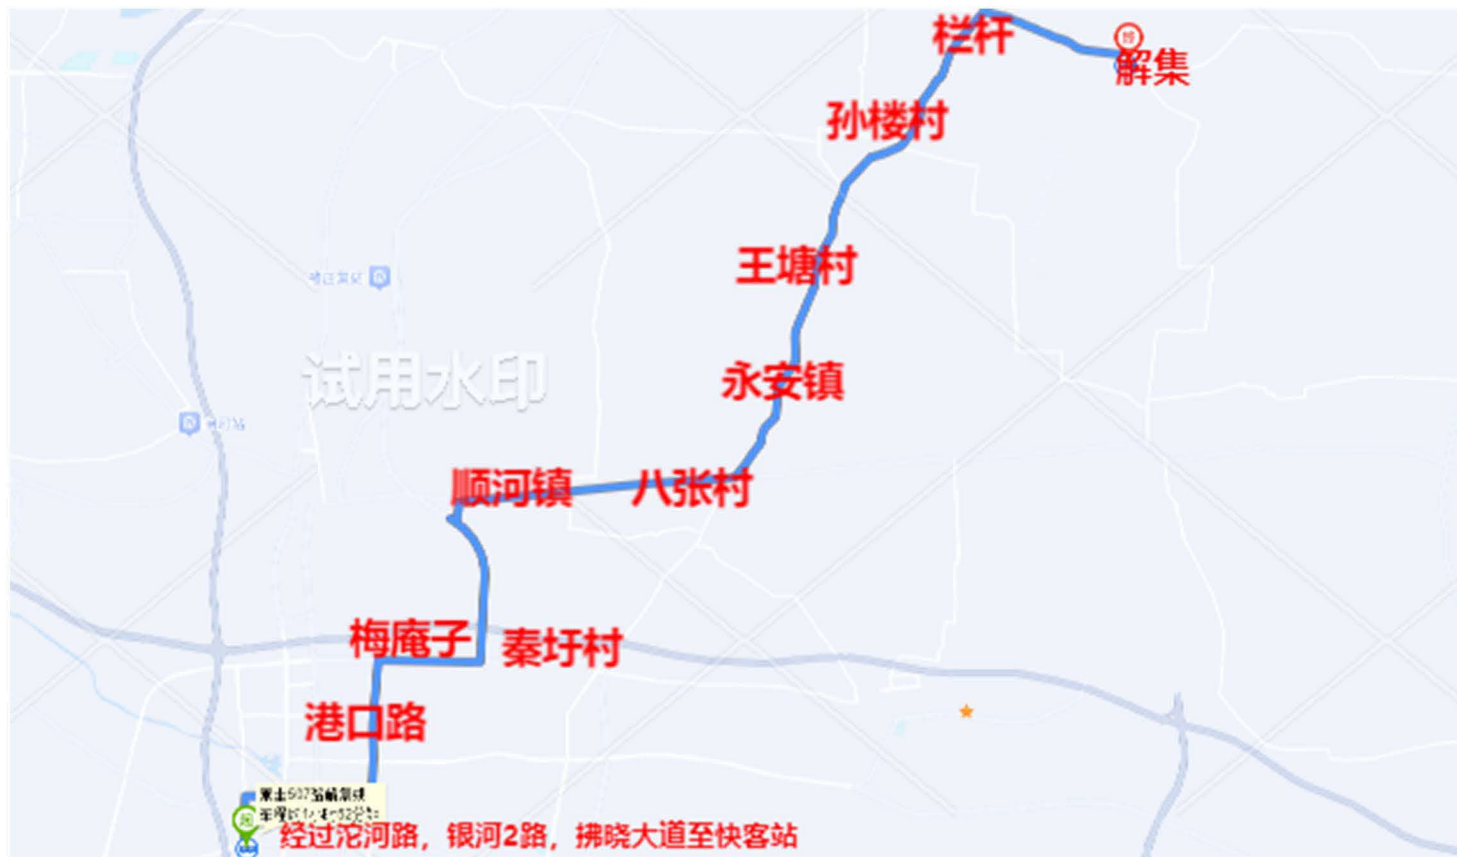 栏杆
解集
孙楼村
王塘村
试用水印
永安镇
顺河镇
八张村
梅庵子
秦圩村
港口路
经过沱河路，银河2路，拂晓大道至快客站